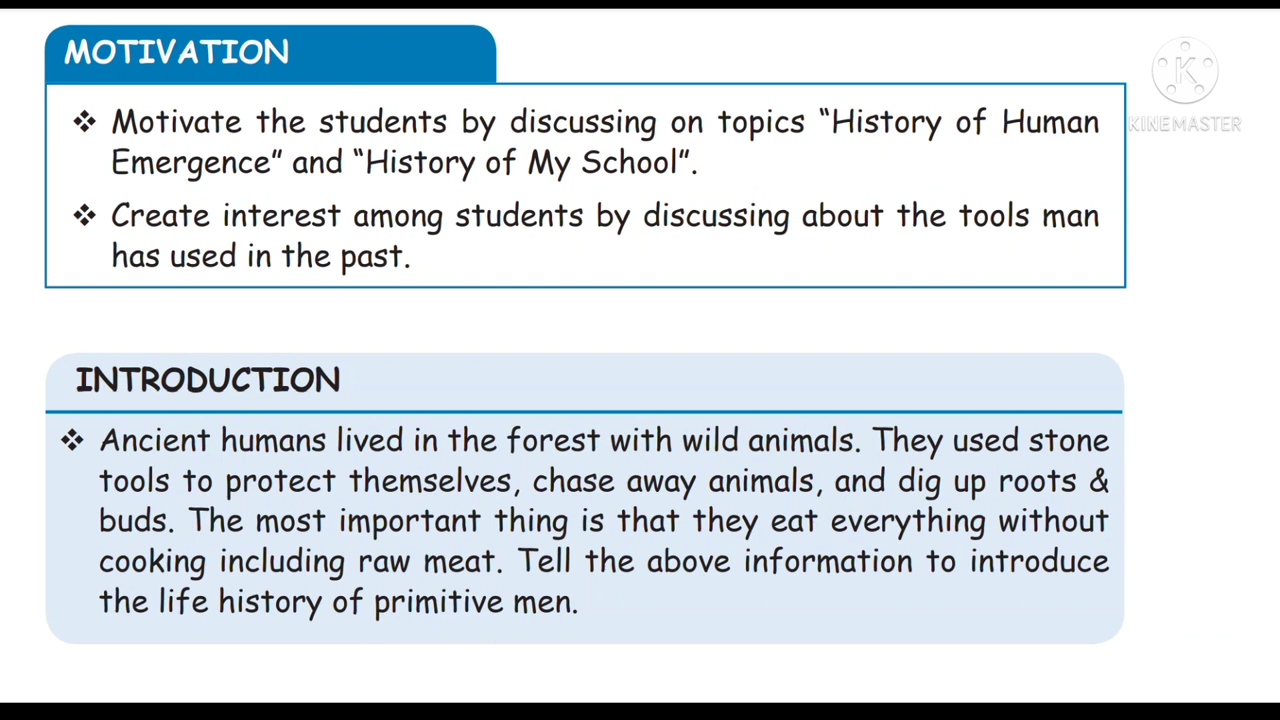 MOTIVATION
K
KINEMASTER
❖ Motivate the students by discussing on topics “History of Human
Emergence” and “History of My School”.
❖ Create interest among students by discussing about the tools man
has used in the past.
INTRODUCTION
❖ Ancient humans lived in the forest with wild animals. They used stone
tools to protect themselves, chase away animals, and dig up roots &
buds. The most important thing is that they eat everything without
cooking including raw meat. Tell the above information to introduce
the life history of primitive men.